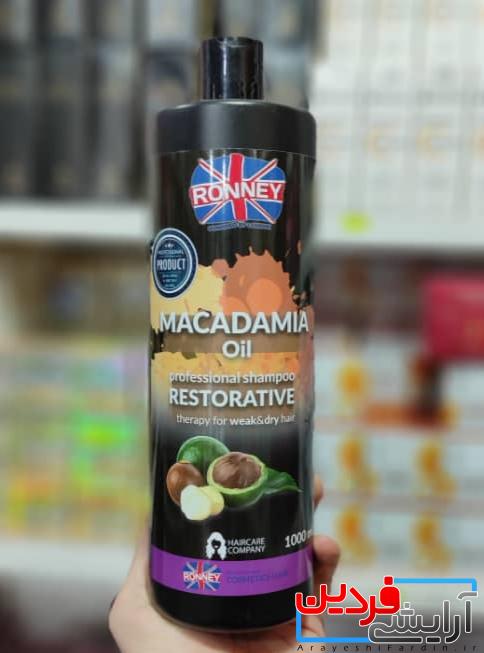 RONNEY
PROFESSIONAL
PRODUCT
MACADAMIA
Oil
professional shampoo
RESTORATIVE
therapy for weak&dry hair
HAIRCARE
COMPANY
1000 m
RONNEY
آرایشی فردین
ArayeshiFardin.ir